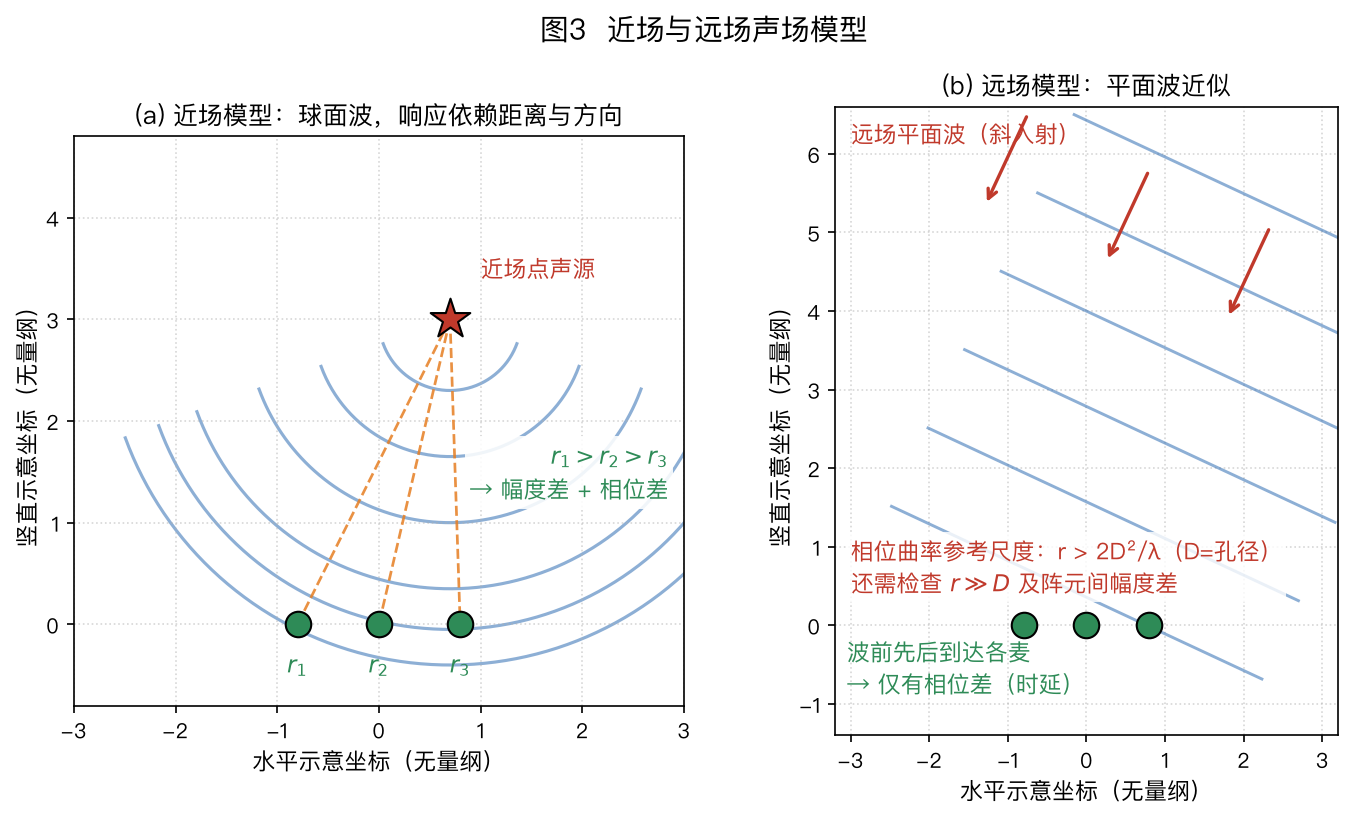 图3 近场与远场声场模型
(a) 近场模型：球面波，响应依赖距离与方向
竖直示意坐标（无量纲）
4
3
2
1
0
近场点声源
r₁ > r₂ > r₃
→ 幅度差 + 相位差
r₁
r₂
r₃
−3
−2
−1
0
1
2
3
水平示意坐标（无量纲）
(b) 远场模型：平面波近似
竖直示意坐标（无量纲）
6
5
4
3
2
1
0
−1
远场平面波（斜入射）
相位曲率参考尺度：r > 2D²/λ（D=孔径）
还需检查 r ≫ D 及阵元间幅度差
波前先后到达各麦
→ 仅有相位差（时延）
−3
−2
−1
0
1
2
3
水平示意坐标（无量纲）